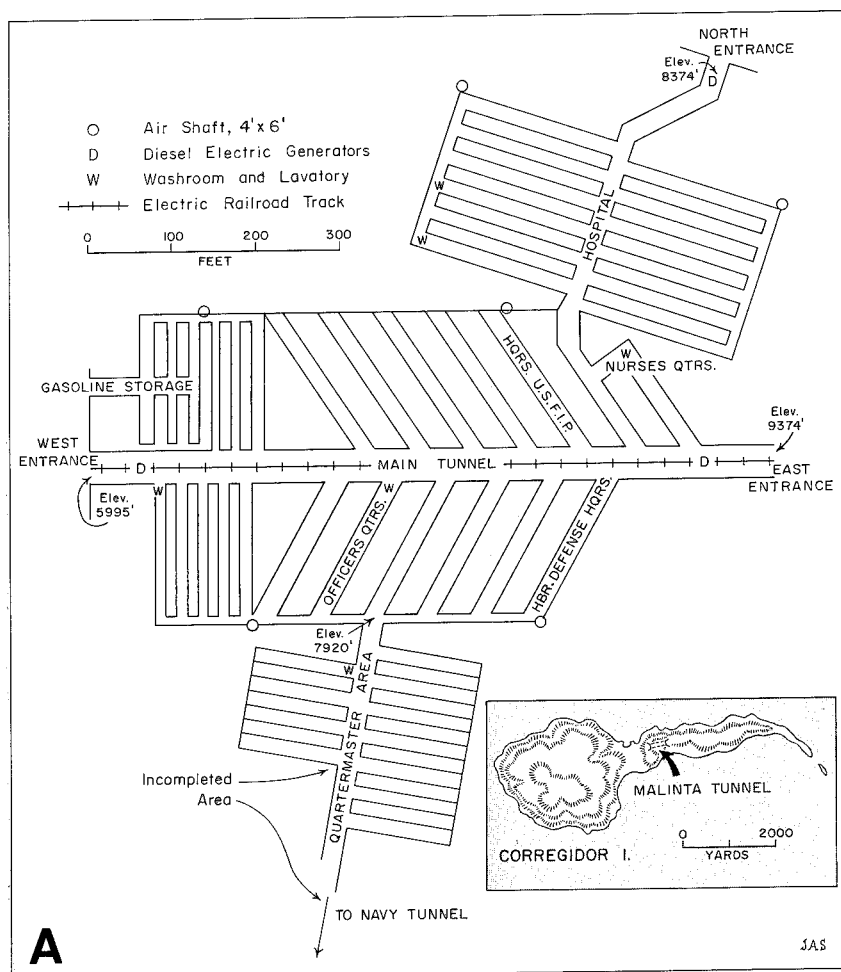 NORTH
ENTRANCE
Elev.
8374'
D
O Air Shaft, 4' x 6'
D Diesel Electric Generators
W Washroom and Lavatory
Electric Railroad Track
0 100 200 300
FEET
HOSPITAL
W
W
GASOLINE STORAGE
HQRS. U.S.F.I.P.
W
NURSES QTRS.
Elev.
9374'
WEST
ENTRANCE
D
MAIN TUNNEL
D
EAST
ENTRANCE
Elev.
5995'
W
W
OFFICERS QTRS.
HBR. DEFENSE HQRS.
Elev.
7920'
W
QUARTERMASTER AREA
Incompleted
Area
TO NAVY TUNNEL
MALINTA TUNNEL
0 2000
YARDS
CORREGIDOR I.
A
JAS